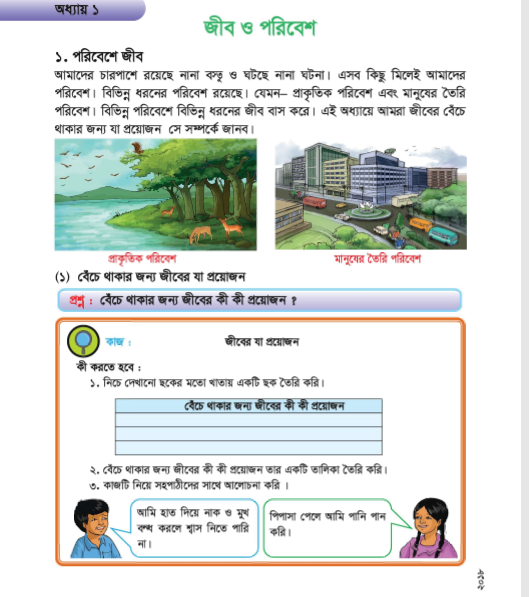 অধ্যায় ১
জীব ও পরিবেশ
১. পরিবেশে জীব
আমাদের চারপাশে রয়েছে নানা বস্তু ও ঘটছে নানা ঘটনা। এসব কিছু মিলেই আমাদের
পরিবেশ। বিভিন্ন ধরনের পরিবেশ রয়েছে। যেমন– প্রাকৃতিক পরিবেশ এবং মানুষের তৈরি
পরিবেশ। বিভিন্ন পরিবেশে বিভিন্ন ধরনের জীব বাস করে। এই অধ্যায়ে আমরা জীবের বেঁচে
থাকার জন্য যা প্রয়োজন সে সম্পর্কে জানব।
প্রাকৃতিক পরিবেশ
মানুষের তৈরি পরিবেশ
(১) বেঁচে থাকার জন্য জীবের যা প্রয়োজন
প্রশ্ন : বেঁচে থাকার জন্য জীবের কী কী প্রয়োজন ?
কাজ : জীবের যা প্রয়োজন
কী করতে হবে :
১. নিচে দেখানো ছকের মতো খাতায় একটি ছক তৈরি করি।
বেঁচে থাকার জন্য জীবের কী কী প্রয়োজন
২. বেঁচে থাকার জন্য জীবের কী কী প্রয়োজন তার একটি তালিকা তৈরি করি।
৩. কাজটি নিয়ে সহপাঠীদের সাথে আলোচনা করি ।
আমি হাত দিয়ে নাক ও মুখ
বন্ধ করলে শ্বাস নিতে পারি
না।
পিপাসা পেলে আমি পানি পান
করি।
২০১৮